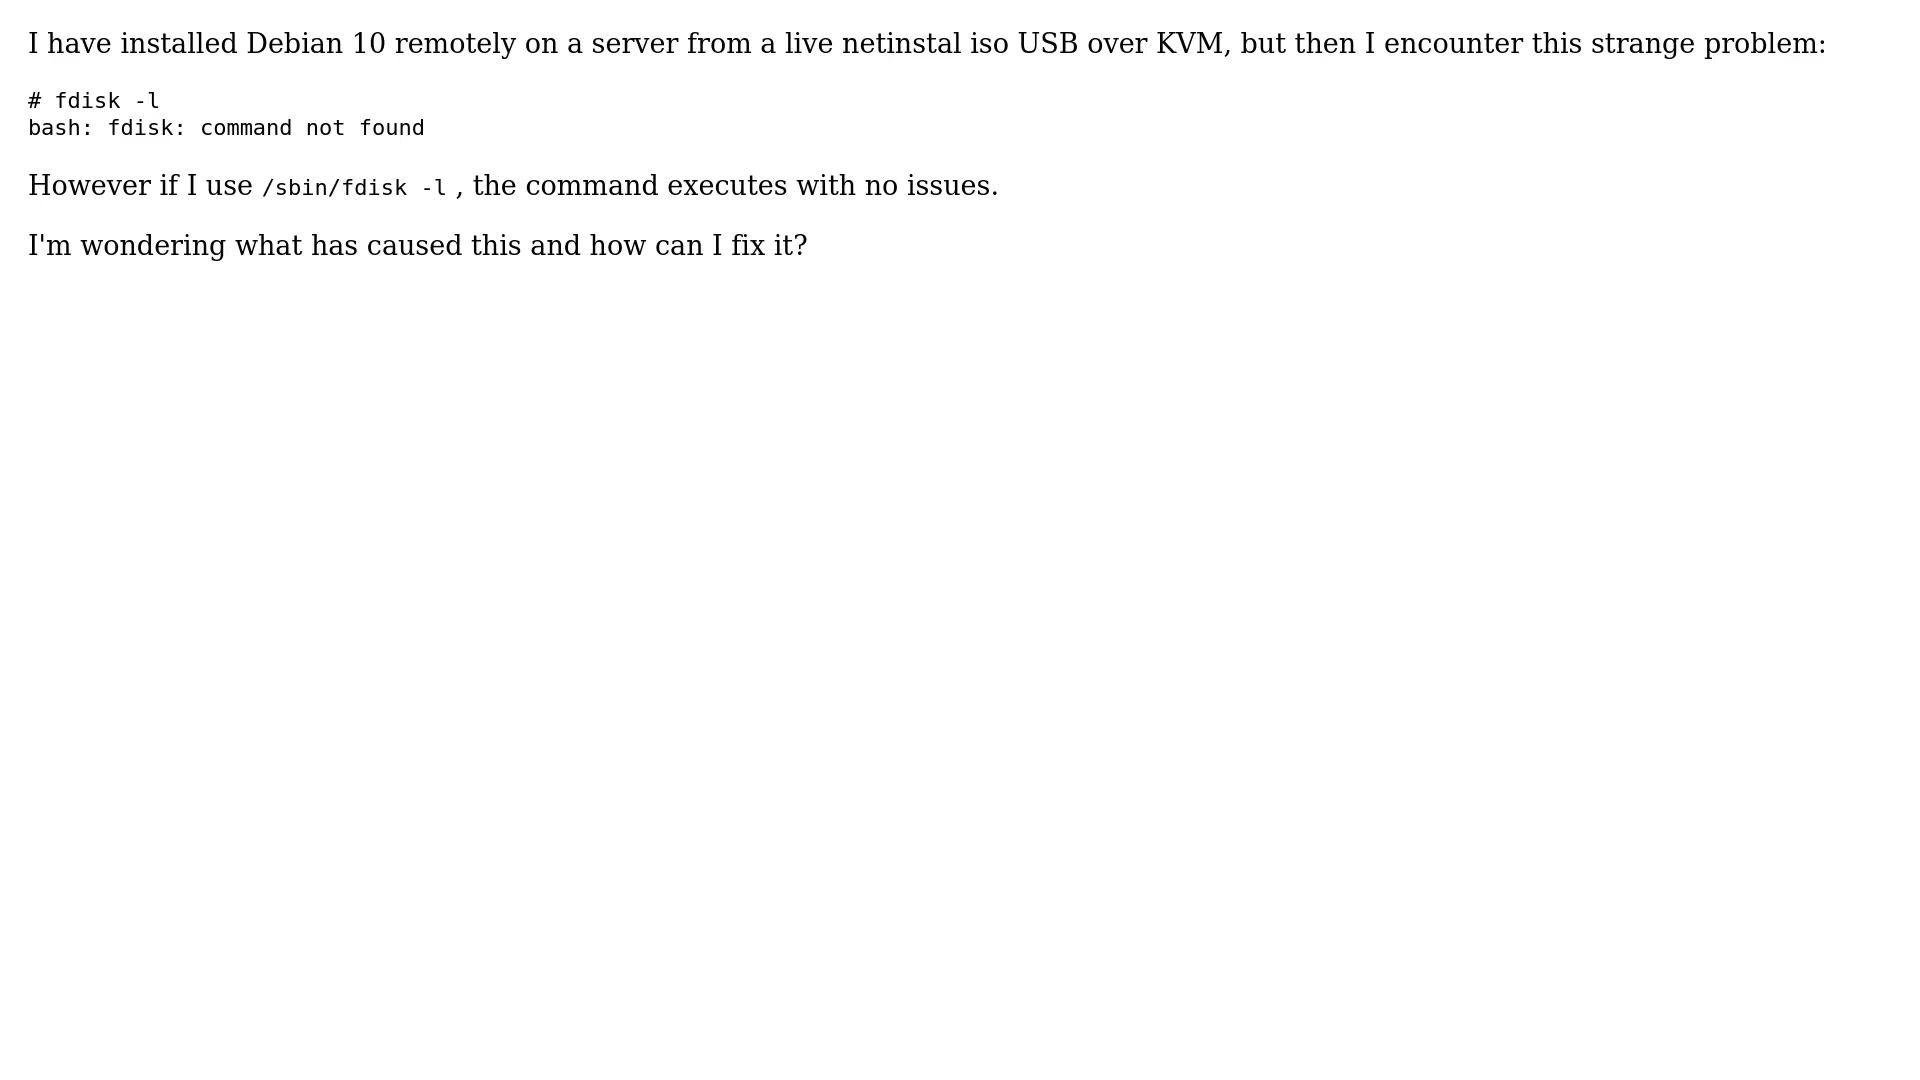 I have installed Debian 10 remotely on a server from a live netinstal iso USB over KVM, but then I encounter this strange problem:
# fdisk -l
bash: fdisk: command not found
However if I use /sbin/fdisk -l , the command executes with no issues.
I'm wondering what has caused this and how can I fix it?